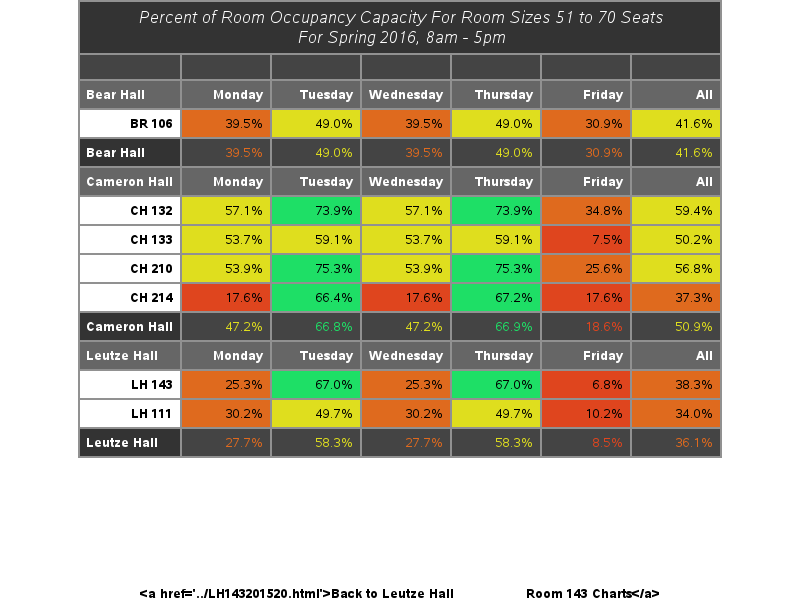 Percent of Room Occupancy Capacity For Room Sizes 51 to 70 Seats
For Spring 2016, 8am - 5pm
Bear Hall Monday Tuesday Wednesday Thursday Friday All
BR 106 39.5% 49.0% 39.5% 49.0% 30.9% 41.6%
Bear Hall 39.5% 49.0% 39.5% 49.0% 30.9% 41.6%
Cameron Hall Monday Tuesday Wednesday Thursday Friday All
CH 132 57.1% 73.9% 57.1% 73.9% 34.8% 59.4%
CH 133 53.7% 59.1% 53.7% 59.1% 7.5% 50.2%
CH 210 53.9% 75.3% 53.9% 75.3% 25.6% 56.8%
CH 214 17.6% 66.4% 17.6% 67.2% 17.6% 37.3%
Cameron Hall 47.2% 66.8% 47.2% 66.9% 18.6% 50.9%
Leutze Hall Monday Tuesday Wednesday Thursday Friday All
LH 143 25.3% 67.0% 25.3% 67.0% 6.8% 38.3%
LH 111 30.2% 49.7% 30.2% 49.7% 10.2% 34.0%
Leutze Hall 27.7% 58.3% 27.7% 58.3% 8.5% 36.1%
<a href='../LH143201520.html'>Back to Leutze Hall Room 143 Charts</a>